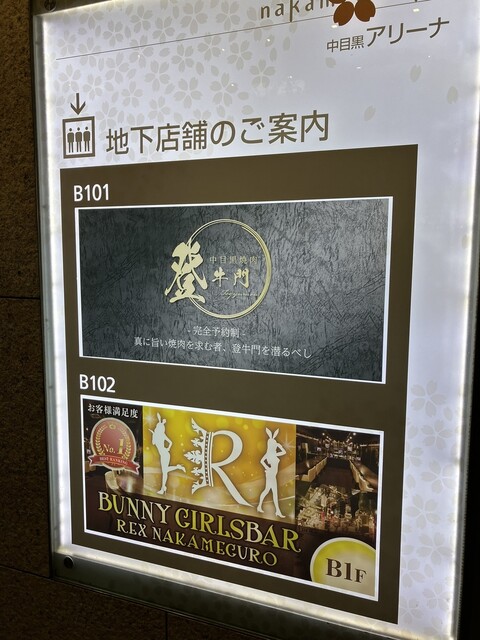 nakam
中目黒アリーナ
地下店舗のご案内
B101
中目黒焼肉
登牛門
- 完全予約制 -
真に旨い焼肉を求む者、登牛門を潜るべし
B102
お客様満足度
No.1
R
BUNNY GIRLSBAR
REX NAKAMEGURO
B1F